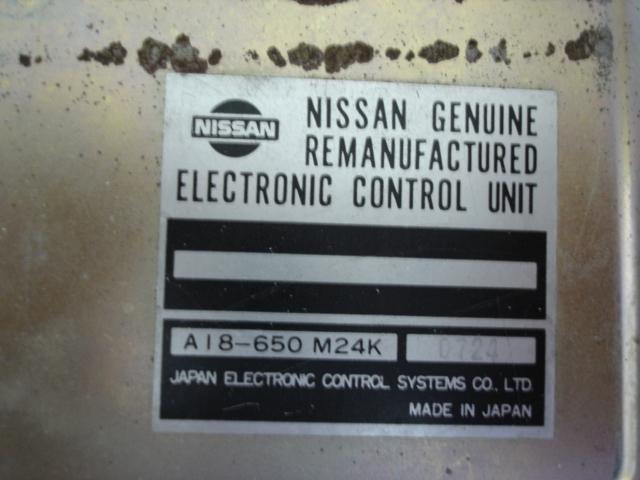 NISSAN
NISSAN GENUINE
REMANUFACTURED
ELECTRONIC CONTROL UNIT
A18-650 M24K 0724
JAPAN ELECTRONIC CONTROL SYSTEMS CO., LTD.
MADE IN JAPAN